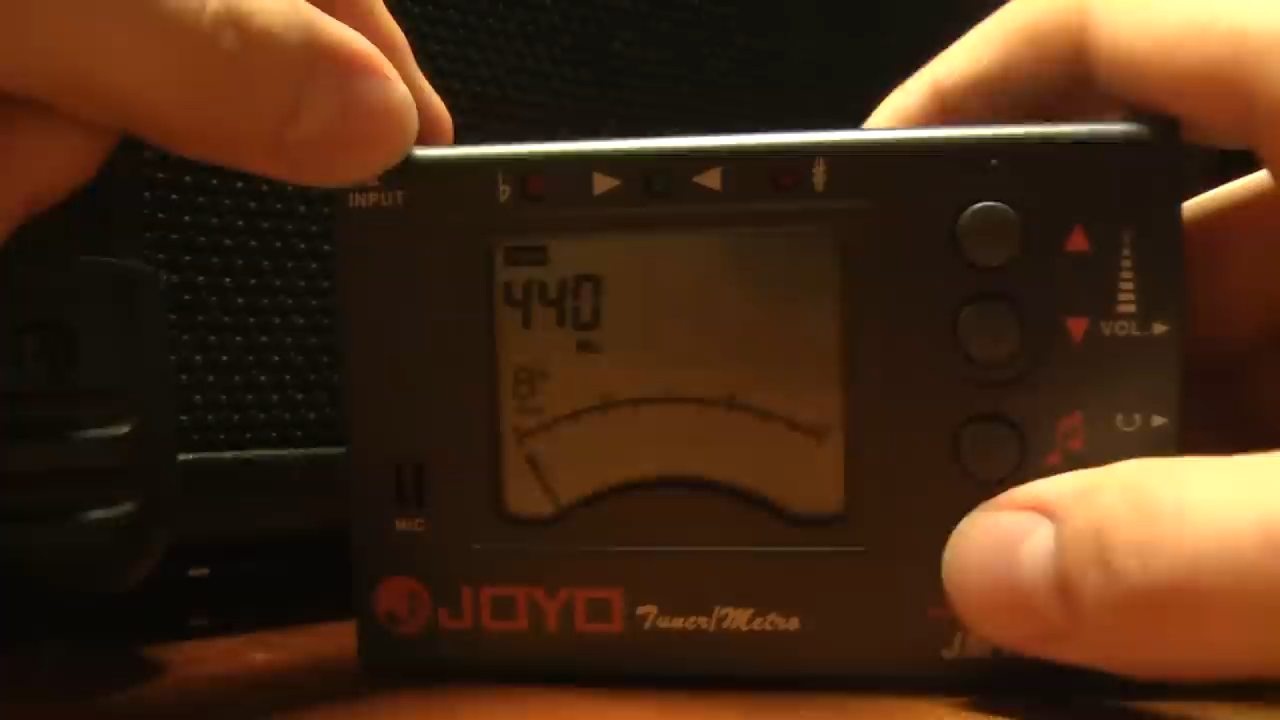 INPUT
♭ ♯
440
VOL.
C
MIC
JOYO Tuner/Metro